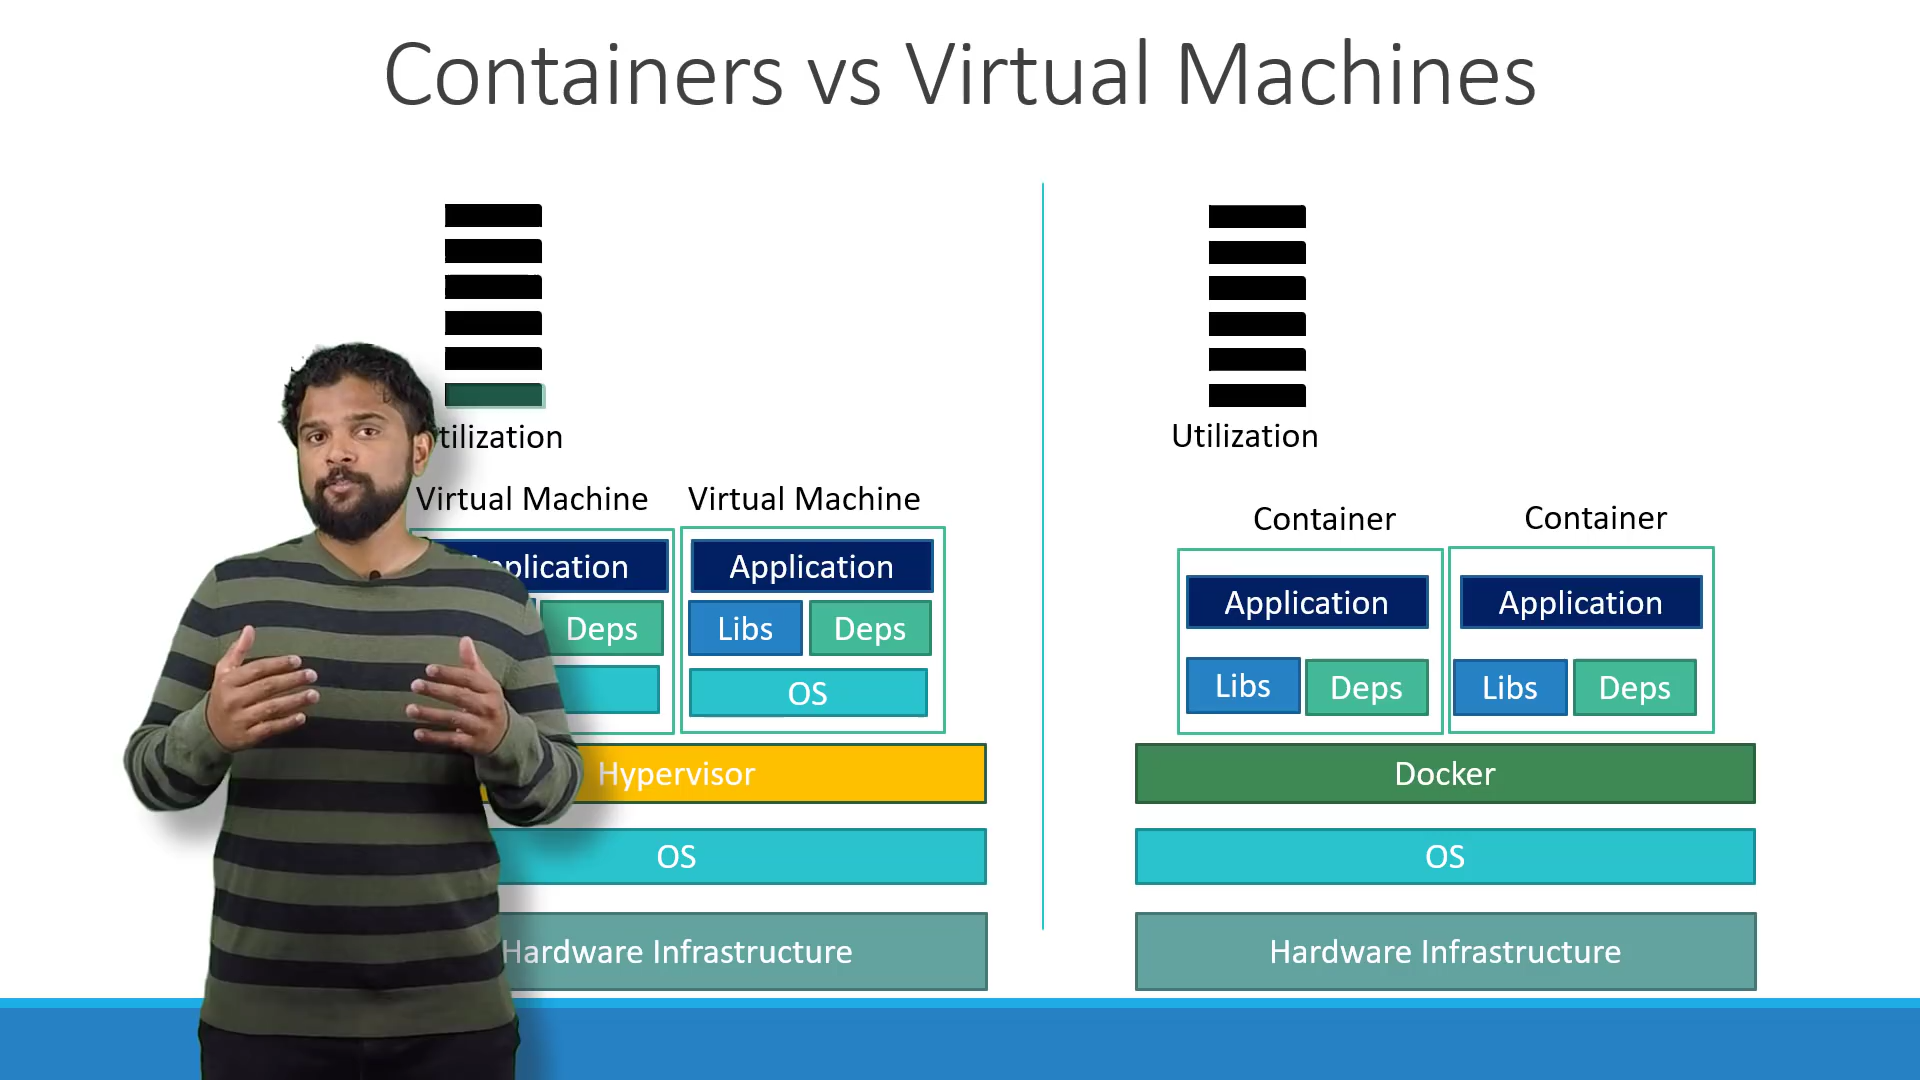 Containers vs Virtual Machines
tilization
Virtual Machine
Virtual Machine
pplication
Application
Deps
Libs
Deps
OS
Hypervisor
OS
Hardware Infrastructure
Utilization
Container
Container
Application
Application
Libs
Deps
Libs
Deps
Docker
OS
Hardware Infrastructure